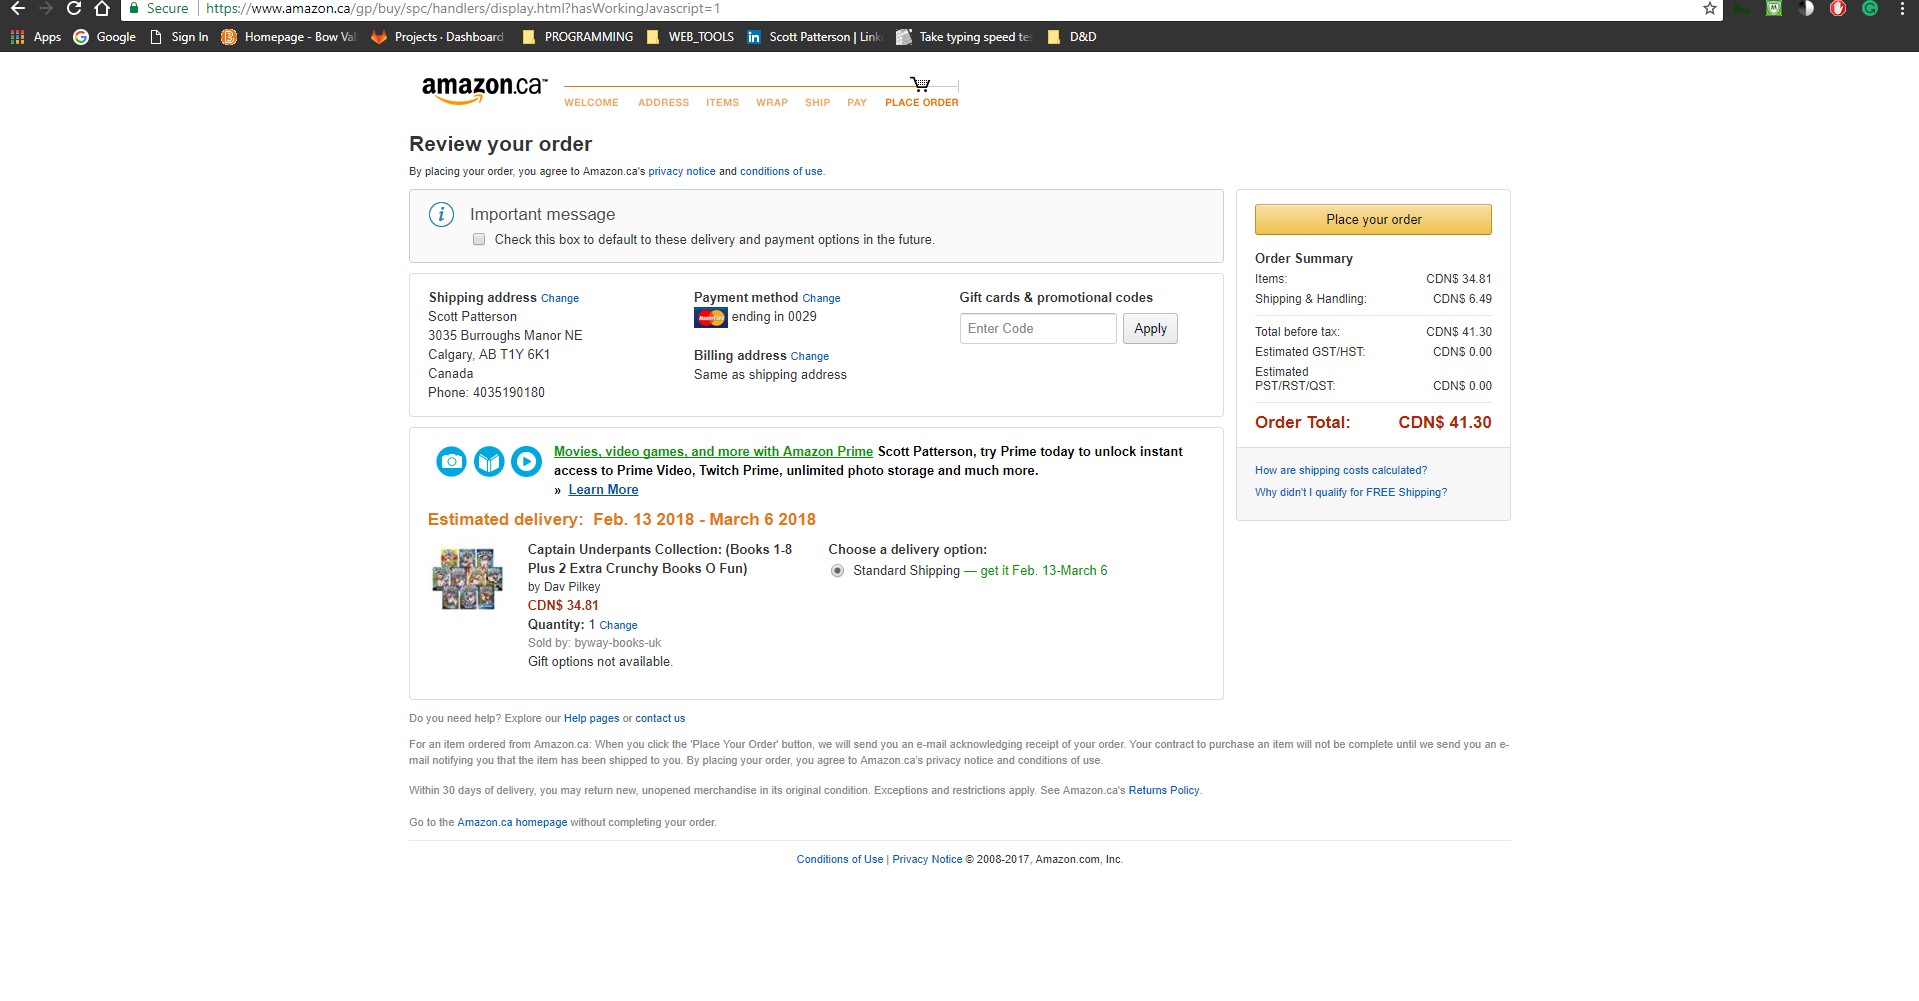 Secure https://www.amazon.ca/gp/buy/spc/handlers/display.html?hasWorkingJavascript=1
Apps Google Sign In Homepage - Bow Val Projects · Dashboard PROGRAMMING WEB_TOOLS Scott Patterson | Link Take typing speed tes D&D
amazon.ca™
WELCOME ADDRESS ITEMS WRAP SHIP PAY PLACE ORDER
Review your order
By placing your order, you agree to Amazon.ca's privacy notice and conditions of use.
Important message
Check this box to default to these delivery and payment options in the future.
Shipping address Change
Scott Patterson
3035 Burroughs Manor NE
Calgary, AB T1Y 6K1
Canada
Phone: 4035190180
Payment method Change
MasterCard ending in 0029
Billing address Change
Same as shipping address
Gift cards & promotional codes
Enter Code Apply
Movies, video games, and more with Amazon Prime Scott Patterson, try Prime today to unlock instant
access to Prime Video, Twitch Prime, unlimited photo storage and much more.
» Learn More
Estimated delivery: Feb. 13 2018 - March 6 2018
Captain Underpants Collection: (Books 1-8
Plus 2 Extra Crunchy Books O Fun)
by Dav Pilkey
CDN$ 34.81
Quantity: 1 Change
Sold by: byway-books-uk
Gift options not available.
Choose a delivery option:
Standard Shipping — get it Feb. 13-March 6
Place your order
Order Summary
Items: CDN$ 34.81
Shipping & Handling: CDN$ 6.49
Total before tax: CDN$ 41.30
Estimated GST/HST: CDN$ 0.00
Estimated
PST/RST/QST: CDN$ 0.00
Order Total: CDN$ 41.30
How are shipping costs calculated?
Why didn't I qualify for FREE Shipping?
Do you need help? Explore our Help pages or contact us
For an item ordered from Amazon.ca: When you click the 'Place Your Order' button, we will send you an e-mail acknowledging receipt of your order. Your contract to purchase an item will not be complete until we send you an e-
mail notifying you that the item has been shipped to you. By placing your order, you agree to Amazon.ca's privacy notice and conditions of use.
Within 30 days of delivery, you may return new, unopened merchandise in its original condition. Exceptions and restrictions apply. See Amazon.ca's Returns Policy.
Go to the Amazon.ca homepage without completing your order.
Conditions of Use | Privacy Notice © 2008-2017, Amazon.com, Inc.